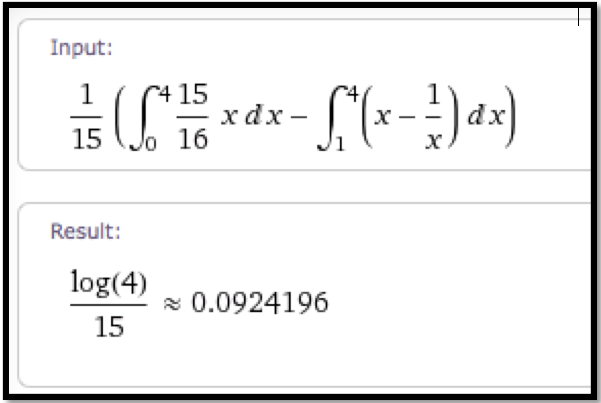 Input:
1/15 (∫₀⁴ 15/16 x dx − ∫₁⁴ (x − 1/x) dx)
Result:
log(4)/15 ≈ 0.0924196